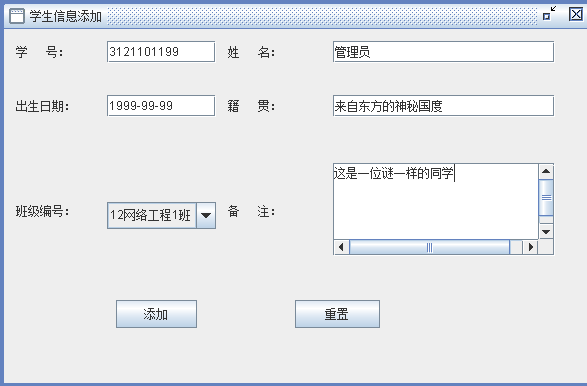 学生信息添加
学 号： 3121101199 姓 名： 管理员
出生日期： 1999-99-99 籍 贯： 来自东方的神秘国度
班级编号： 12网络工程1班 备 注： 这是一位谜一样的同学
添加 重置